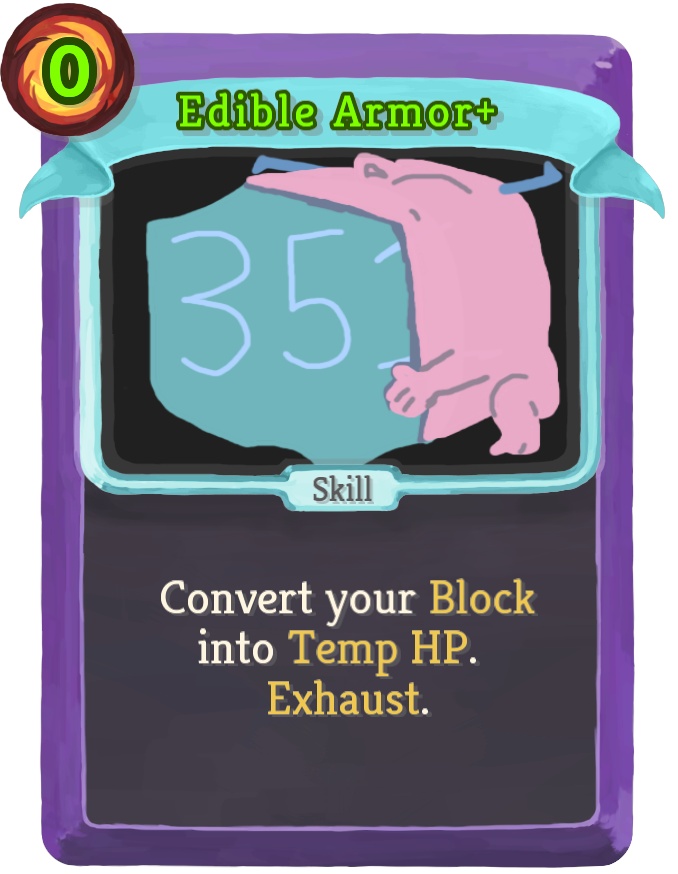 0
Edible Armor+
35
Skill
Convert your Block
into Temp HP.
Exhaust.